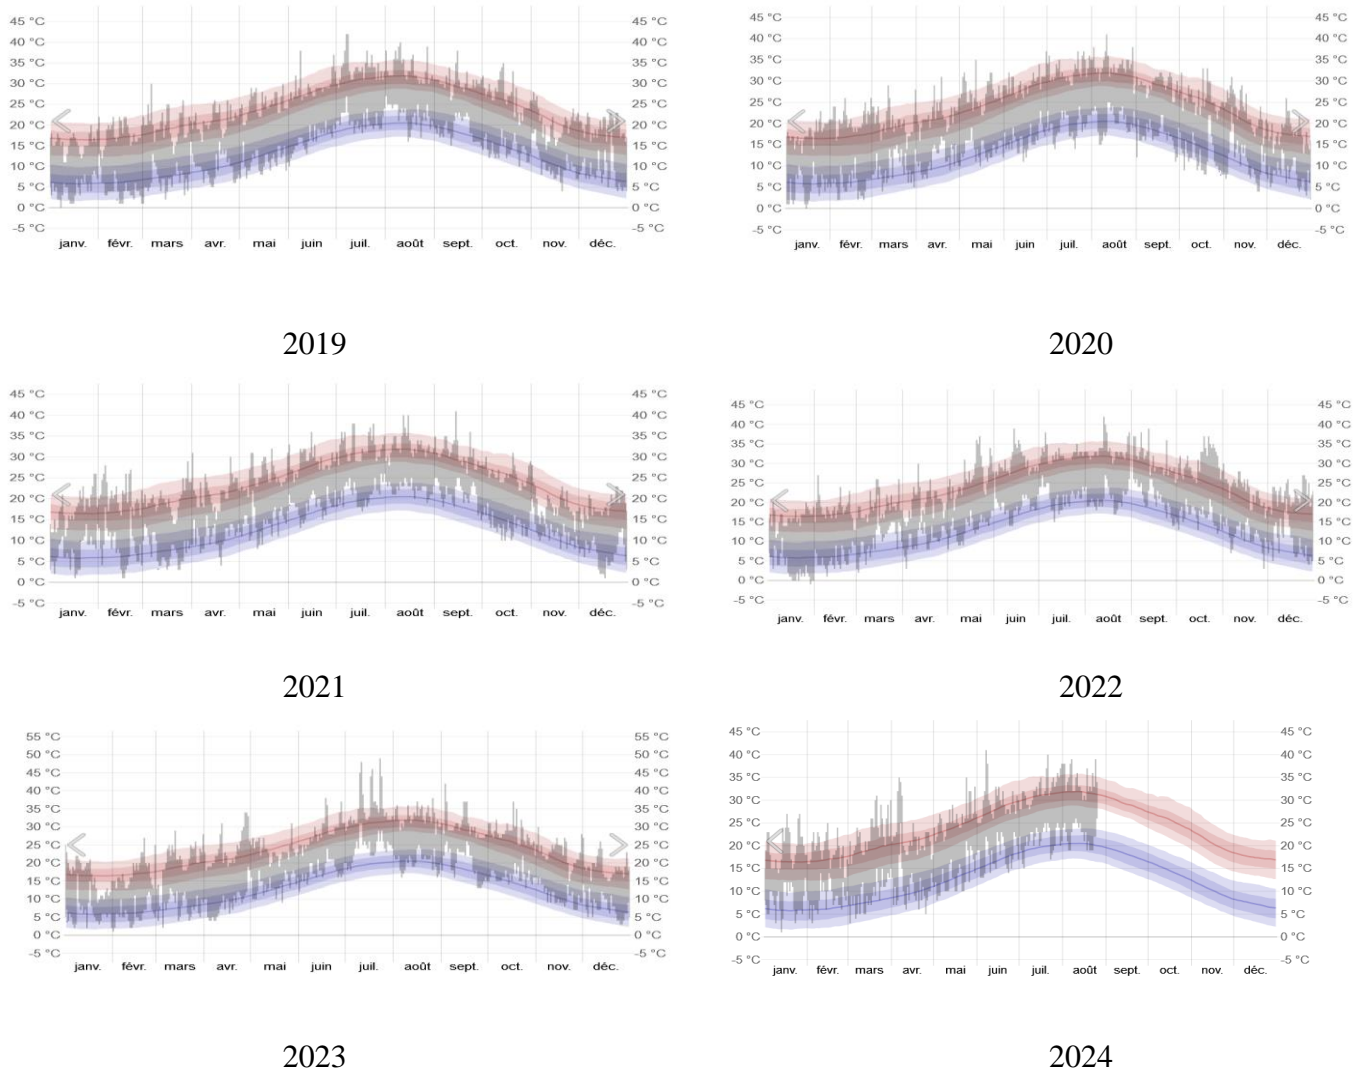 45 °C 45 °C 45 °C 45 °C
40 °C 40 °C 40 °C 40 °C
35 °C 35 °C 35 °C 35 °C
30 °C 30 °C 30 °C 30 °C
25 °C 25 °C 25 °C 25 °C
20 °C 20 °C 20 °C 20 °C
15 °C 15 °C 15 °C 15 °C
10 °C 10 °C 10 °C 10 °C
5 °C 5 °C 5 °C 5 °C
0 °C 0 °C 0 °C 0 °C
-5 °C -5 °C -5 °C -5 °C
janv. févr. mars avr. mai juin juil. août sept. oct. nov. déc. janv. févr. mars avr. mai juin juil. août sept. oct. nov. déc.
2019 2020
45 °C 45 °C 45 °C 45 °C
40 °C 40 °C 40 °C 40 °C
35 °C 35 °C 35 °C 35 °C
30 °C 30 °C 30 °C 30 °C
25 °C 25 °C 25 °C 25 °C
20 °C 20 °C 20 °C 20 °C
15 °C 15 °C 15 °C 15 °C
10 °C 10 °C 10 °C 10 °C
5 °C 5 °C 5 °C 5 °C
0 °C 0 °C 0 °C 0 °C
-5 °C -5 °C -5 °C -5 °C
janv. févr. mars avr. mai juin juil. août sept. oct. nov. déc. janv. févr. mars avr. mai juin juil. août sept. oct. nov. déc.
2021 2022
55 °C 55 °C 45 °C 45 °C
50 °C 50 °C 40 °C 40 °C
45 °C 45 °C 35 °C 35 °C
40 °C 40 °C 30 °C 30 °C
35 °C 35 °C 25 °C 25 °C
30 °C 30 °C 20 °C 20 °C
25 °C 25 °C 15 °C 15 °C
20 °C 20 °C 10 °C 10 °C
15 °C 15 °C 5 °C 5 °C
10 °C 10 °C 0 °C 0 °C
5 °C 5 °C -5 °C -5 °C
0 °C 0 °C
-5 °C -5 °C
janv. févr. mars avr. mai juin juil. août sept. oct. nov. déc. janv. févr. mars avr. mai juin juil. août sept. oct. nov. déc.
2023 2024